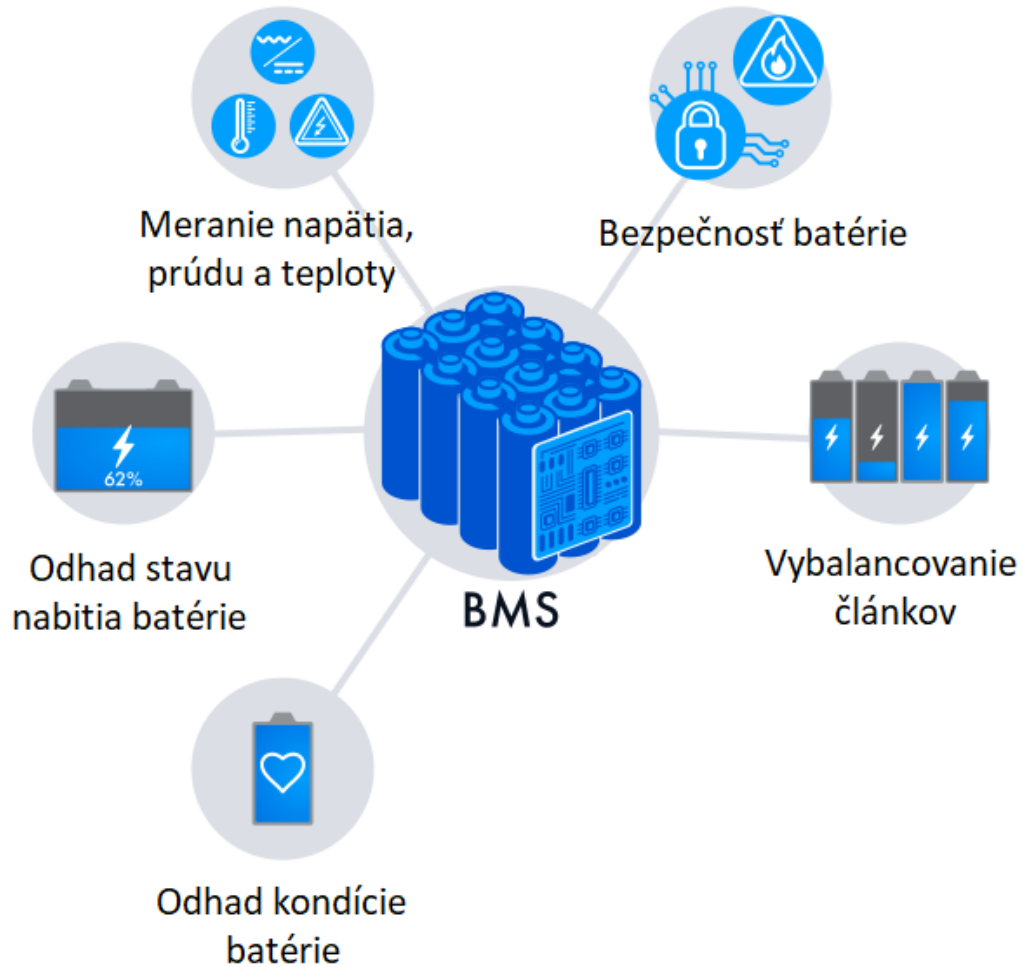 Meranie napätia,
prúdu a teploty
Bezpečnosť batérie
62%
Odhad stavu
nabitia batérie
BMS
Vybalancovanie
článkov
Odhad kondície
batérie